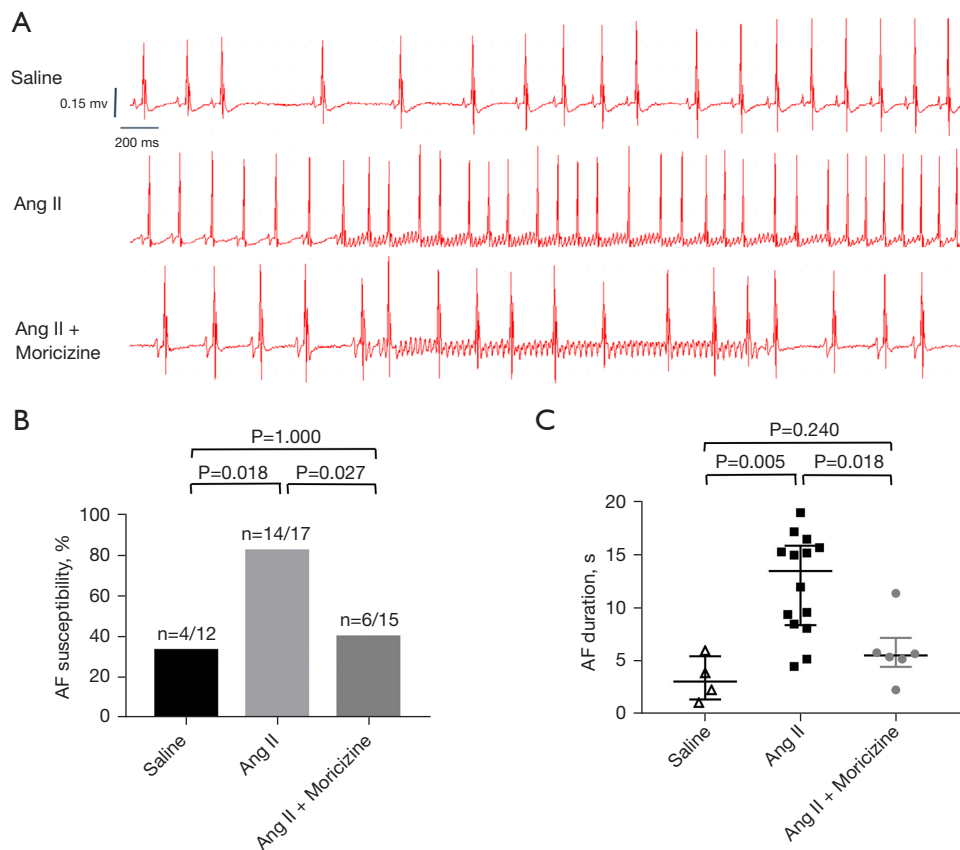 A
Saline
0.15 mv
200 ms
Ang II
Ang II +
Moricizine
B
P=1.000
P=0.018
P=0.027
AF susceptibility, %
100
80
60
40
20
0
n=4/12
n=14/17
n=6/15
Saline
Ang II
Ang II + Moricizine
C
P=0.240
P=0.005
P=0.018
AF duration, s
20
15
10
5
0
Saline
Ang II
Ang II + Moricizine